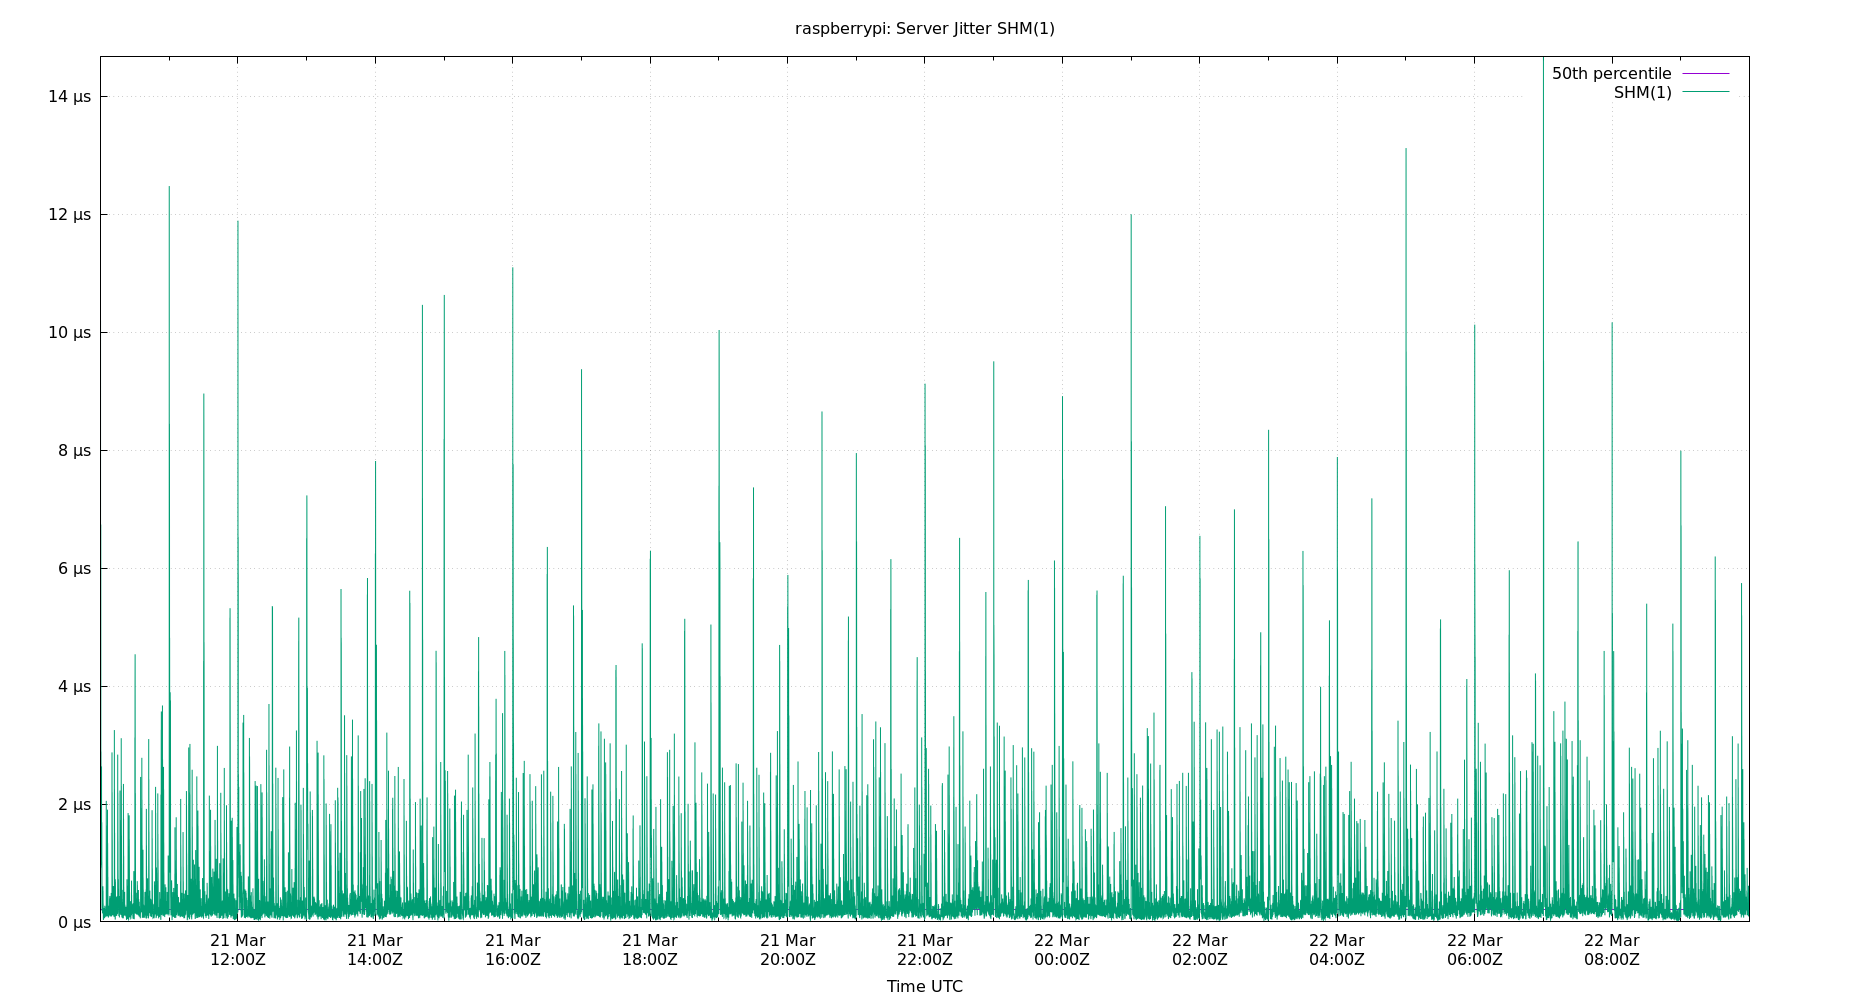 raspberrypi: Server Jitter SHM(1)
50th percentile
SHM(1)
14 µs
12 µs
10 µs
8 µs
6 µs
4 µs
2 µs
0 µs
21 Mar 21 Mar 21 Mar 21 Mar 21 Mar 21 Mar 22 Mar 22 Mar 22 Mar 22 Mar 22 Mar
12:00Z 14:00Z 16:00Z 18:00Z 20:00Z 22:00Z 00:00Z 02:00Z 04:00Z 06:00Z 08:00Z
Time UTC